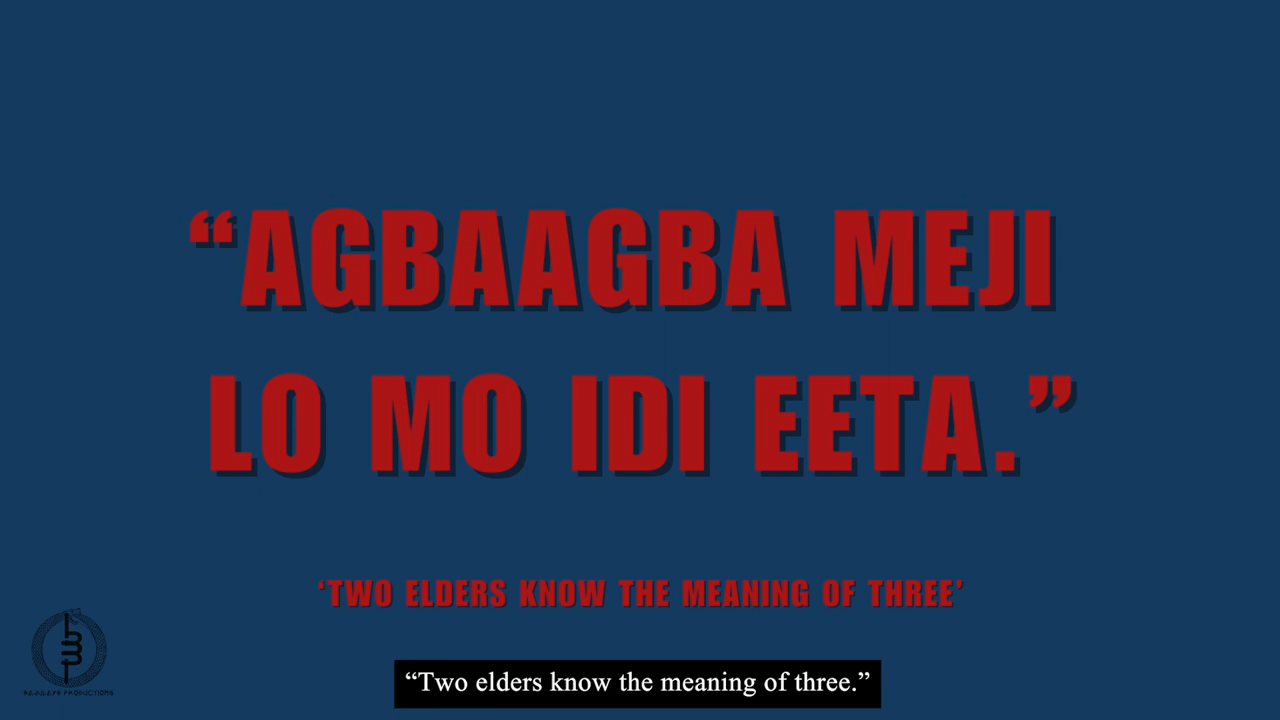 “AGBAAGBA MEJI
LO MO IDI EETA.”
‘TWO ELDERS KNOW THE MEANING OF THREE’
“Two elders know the meaning of three.”